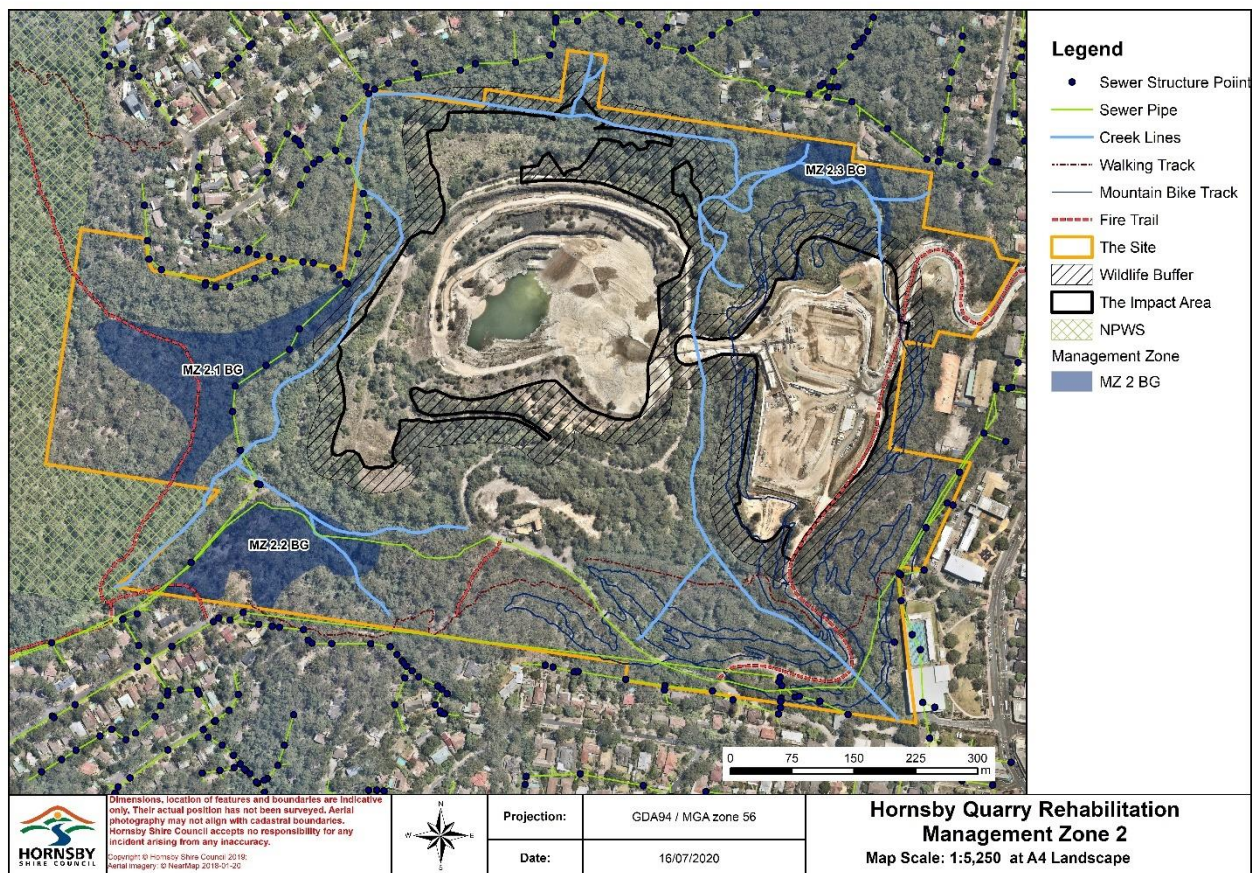 Legend
Sewer Structure Poiint
Sewer Pipe
Creek Lines
Walking Track
Mountain Bike Track
Fire Trail
The Site
Wildlife Buffer
The Impact Area
NPWS
Management Zone
MZ 2 BG
MZ 2.3 BG
MZ 2.1 BG
MZ 2.2 BG
0 75 150 225 300
m
HORNSBY
SHIRE COUNCIL
Dimensions, location of features and boundaries are indicative
only. Their actual position has not been surveyed. Aerial
photography may not align with cadastral boundaries.
Hornsby Shire Council accepts no responsibility for any
incident arising from any inaccuracy.
Copyright © Hornsby Shire Council 2019;
Aerial imagery: © NearMap 2018-01-20
N
W E
S
Projection: GDA94 / MGA zone 56
Date: 16/07/2020
Hornsby Quarry Rehabilitation
Management Zone 2
Map Scale: 1:5,250 at A4 Landscape